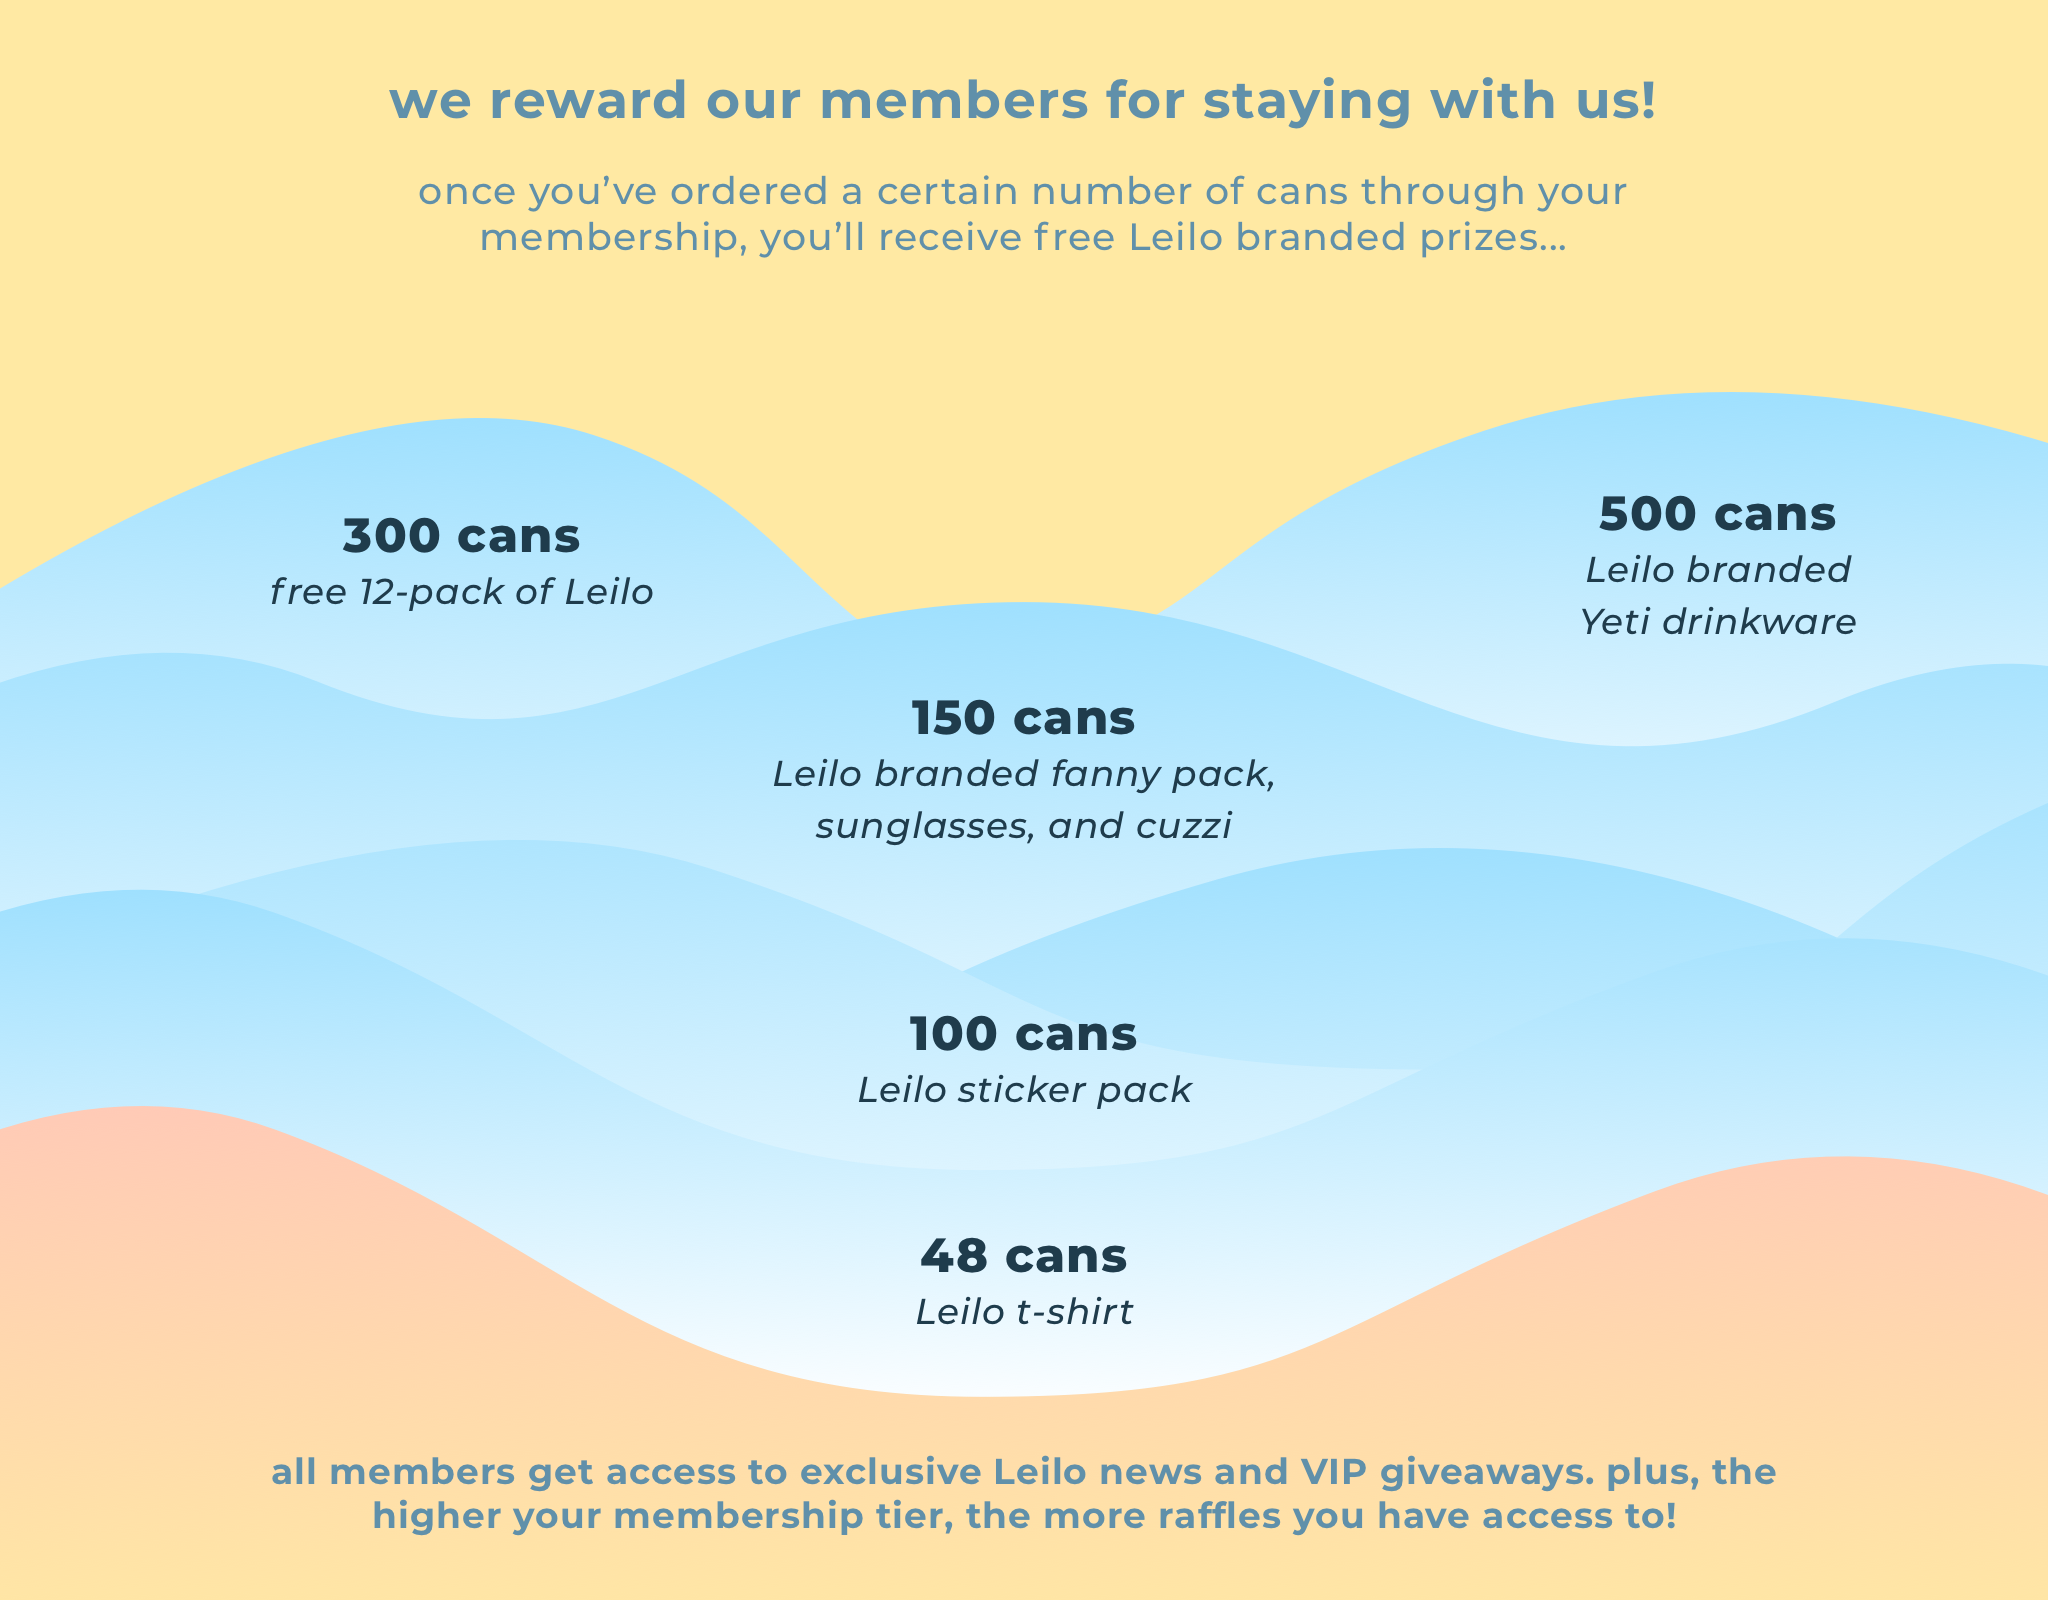 we reward our members for staying with us!
once you’ve ordered a certain number of cans through your
membership, you’ll receive free Leilo branded prizes...
300 cans
free 12-pack of Leilo
500 cans
Leilo branded
Yeti drinkware
150 cans
Leilo branded fanny pack,
sunglasses, and cuzzi
100 cans
Leilo sticker pack
48 cans
Leilo t-shirt
all members get access to exclusive Leilo news and VIP giveaways. plus, the
higher your membership tier, the more raffles you have access to!